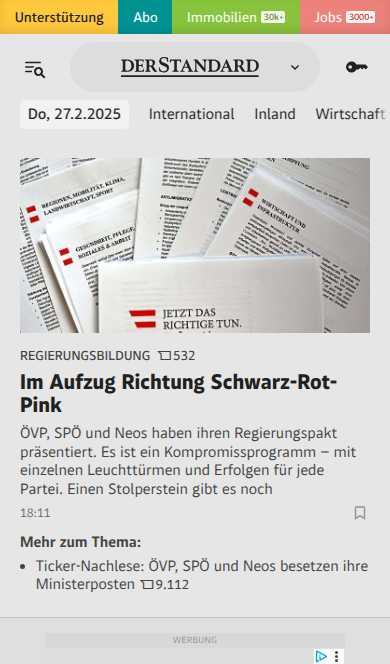 Unterstützung Abo Immobilien 30k+ Jobs 3000+
DERSTANDARD
Do, 27.2.2025 International Inland Wirtschaft
REGIONEN, MOBILITÄT, KLIMA,
LANDWIRTSCHAFT, SPORT
GESUNDHEIT, PFLEGE,
SOZIALES & ARBEIT
WIRTSCHAFT UND
INFRASTRUKTUR
JETZT DAS
RICHTIGE TUN.
REGIERUNGSBILDUNG 532
Im Aufzug Richtung Schwarz-Rot-
Pink
ÖVP, SPÖ und Neos haben ihren Regierungspakt
präsentiert. Es ist ein Kompromissprogramm – mit
einzelnen Leuchttürmen und Erfolgen für jede
Partei. Einen Stolperstein gibt es noch
18:11
Mehr zum Thema:
• Ticker-Nachlese: ÖVP, SPÖ und Neos besetzen ihre
Ministerposten 9.112
WERBUNG